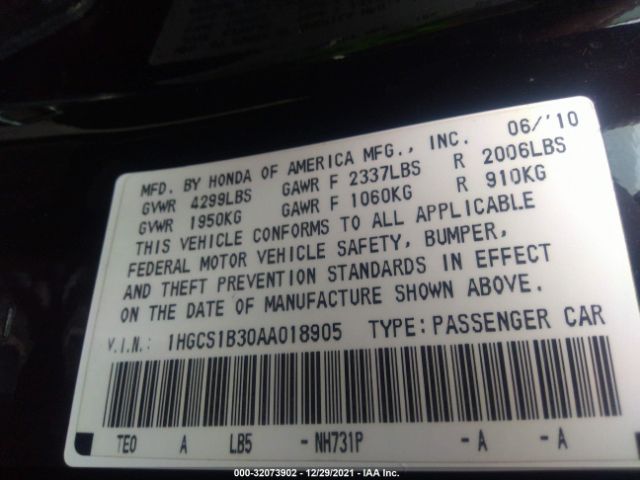 MFD. BY HONDA OF AMERICA MFG., INC. 06/'10
GVWR 4299LBS GAWR F 2337LBS R 2006LBS
GVWR 1950KG GAWR F 1060KG R 910KG
THIS VEHICLE CONFORMS TO ALL APPLICABLE
FEDERAL MOTOR VEHICLE SAFETY, BUMPER,
AND THEFT PREVENTION STANDARDS IN EFFECT
ON THE DATE OF MANUFACTURE SHOWN ABOVE.
V.I.N.: 1HGCS1B30AA018905 TYPE: PASSENGER CAR
TE0 A LB5 - NH731P - A - A
000-32073902 - 12/29/2021 - IAA Inc.